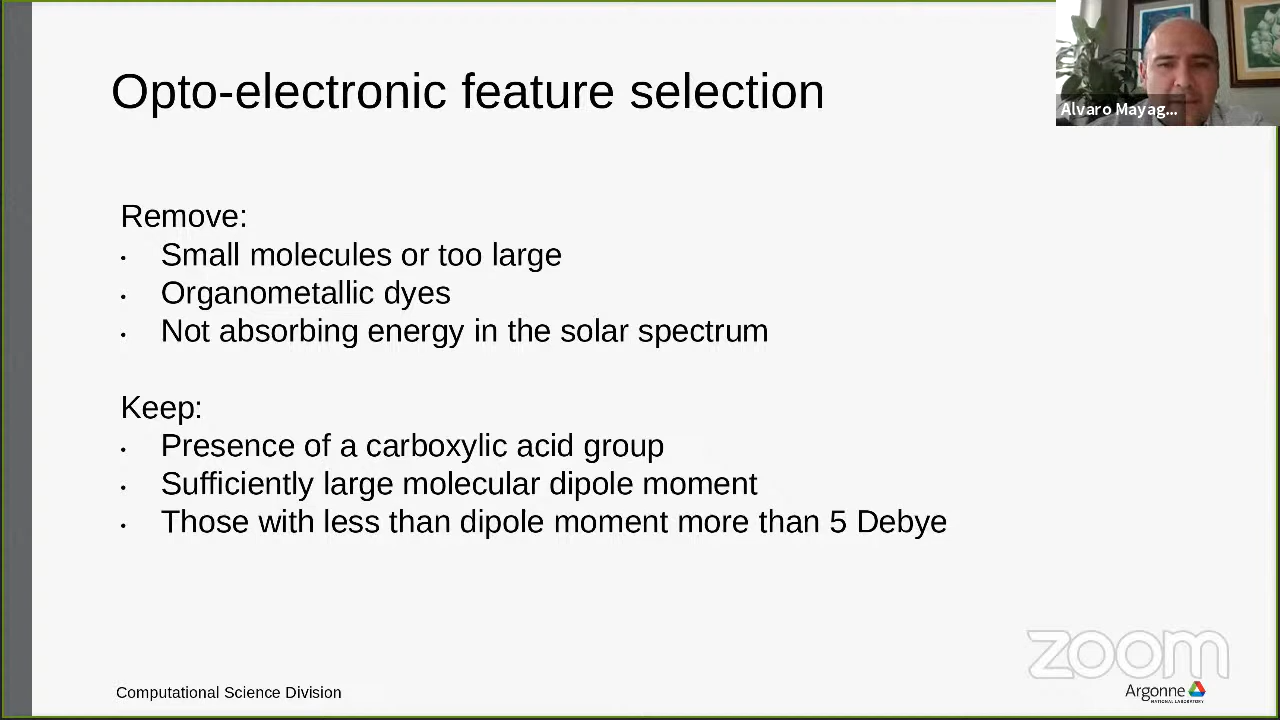 Opto-electronic feature selection
Alvaro Mayag...
Remove:
• Small molecules or too large
• Organometallic dyes
• Not absorbing energy in the solar spectrum
Keep:
• Presence of a carboxylic acid group
• Sufficiently large molecular dipole moment
• Those with less than dipole moment more than 5 Debye
zoom
Computational Science Division
Argonne
NATIONAL LABORATORY